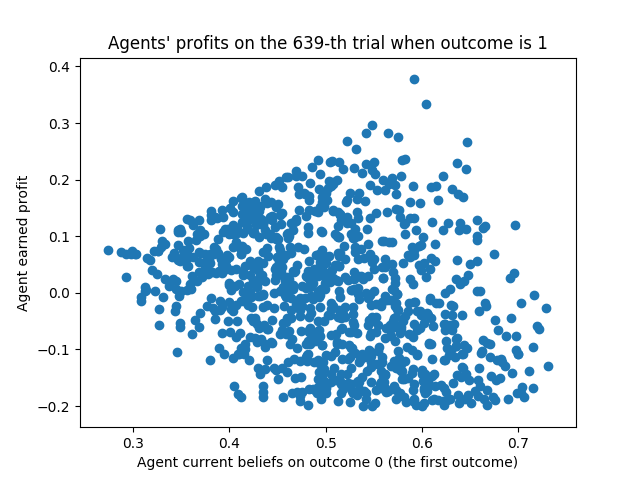 Agents' profits on the 639-th trial when outcome is 1
0.4
0.3
0.2
0.1
0.0
−0.1
−0.2
Agent earned profit
0.3 0.4 0.5 0.6 0.7
Agent current beliefs on outcome 0 (the first outcome)